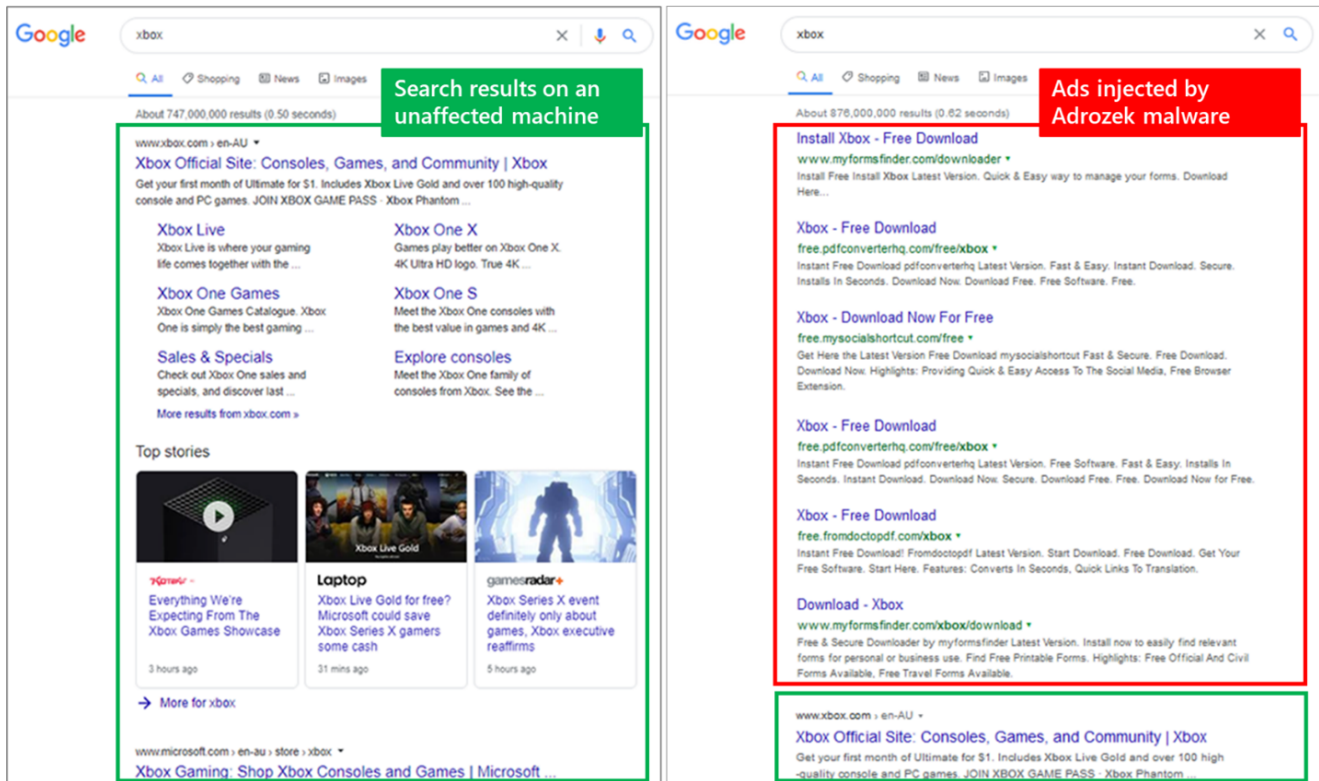 Google
xbox
All
Shopping
News
Images
Search results on an
unaffected machine
About 747,000,000 results (0.50 seconds)
www.xbox.com › en-AU
Xbox Official Site: Consoles, Games, and Community | Xbox
Get your first month of Ultimate for $1. Includes Xbox Live Gold and over 100 high-quality
console and PC games. JOIN XBOX GAME PASS · Xbox Phantom ...
Xbox Live
Xbox Live is where your gaming
life comes together with the ...
Xbox One X
Games play better on Xbox One X.
4K Ultra HD logo. True 4K ...
Xbox One Games
Xbox One Games Catalogue. Xbox
One is simply the best gaming ...
Xbox One S
Meet the Xbox One consoles with
the best value in games and 4K ...
Sales & Specials
Check out Xbox One sales and
specials, and discover last ...
Explore consoles
Meet the Xbox One family of
consoles from Xbox. See the ...
More results from xbox.com »
Top stories
Xbox Live Gold
Kotaku
Everything We're
Expecting From The
Xbox Games Showcase
3 hours ago
Laptop
Xbox Live Gold for free?
Microsoft could save
Xbox Series X gamers
some cash
31 mins ago
gamesradar+
Xbox Series X event
definitely only about
games, Xbox executive
reaffirms
5 hours ago
More for xbox
www.microsoft.com › en-au › store › xbox
Xbox Gaming: Shop Xbox Consoles and Games | Microsoft ...
Google
xbox
All
Shopping
News
Images
Ads injected by
Adrozek malware
About 876,000,000 results (0.62 seconds)
Install Xbox - Free Download
www.myformsfinder.com/downloader
Install Free Install Xbox Latest Version. Quick & Easy way to manage your forms. Download
Here...
Xbox - Free Download
free.pdfconverterhq.com/free/xbox
Instant Free Download pdfconverterhq Latest Version. Fast & Easy. Instant Download. Secure.
Installs In Seconds. Download Now. Download Free. Free Software. Free.
Xbox - Download Now For Free
free.mysocialshortcut.com/free
Get Here the Latest Version Free Download mysocialshortcut Fast & Secure. Free Download.
Download Now. Highlights: Providing Quick & Easy Access To The Social Media, Free Browser
Extension.
Xbox - Free Download
free.pdfconverterhq.com/free/xbox
Instant Free Download pdfconverterhq Latest Version. Free Software. Fast & Easy. Installs In
Seconds. Instant Download. Download Now. Secure. Download Free. Free. Download Now for Free.
Xbox - Free Download
free.fromdoctopdf.com/xbox
Instant Free Download! Fromdoctopdf Latest Version. Start Download. Free Download. Get Your
Free Software. Start Here. Features: Converts In Seconds, Quick Links To Translation.
Download - Xbox
www.myformsfinder.com/xbox/download
Free & Secure Downloader by myformsfinder Latest Version. Install now to easily find relevant
forms for personal or business use. Find Free Printable Forms. Highlights: Free Official And Civil
Forms Available, Free Travel Forms Available.
www.xbox.com › en-AU
Xbox Official Site: Consoles, Games, and Community | Xbox
Get your first month of Ultimate for $1. Includes Xbox Live Gold and over 100 high
-quality console and PC games. JOIN XBOX GAME PASS · Xbox Phantom ...